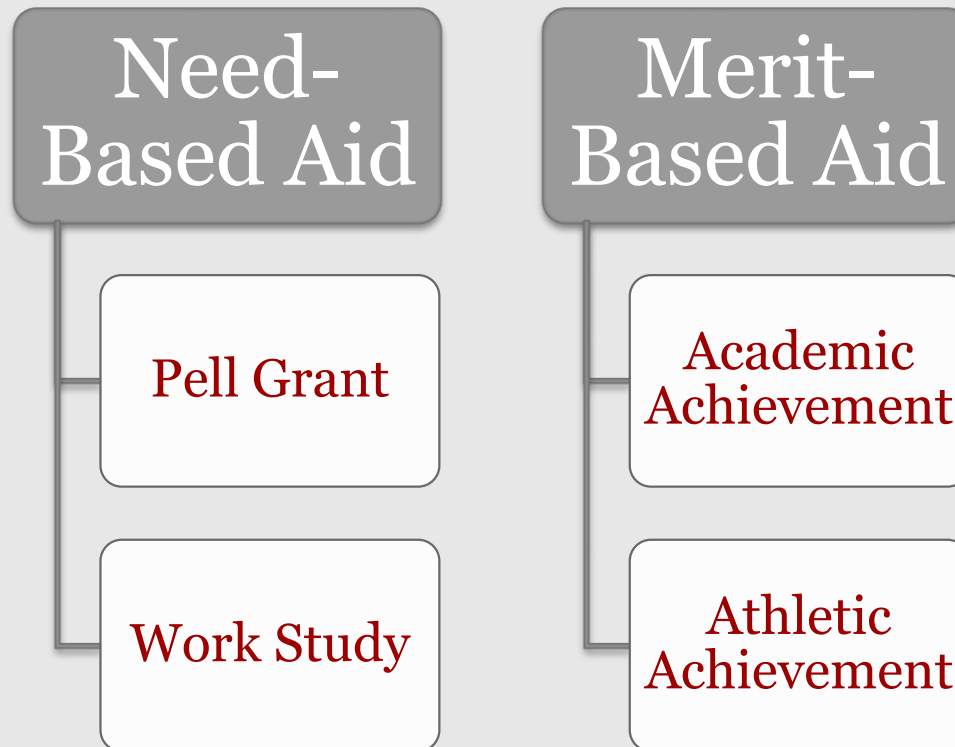 Need-
Based Aid
Pell Grant
Work Study
Merit-
Based Aid
Academic
Achievement
Athletic
Achievement